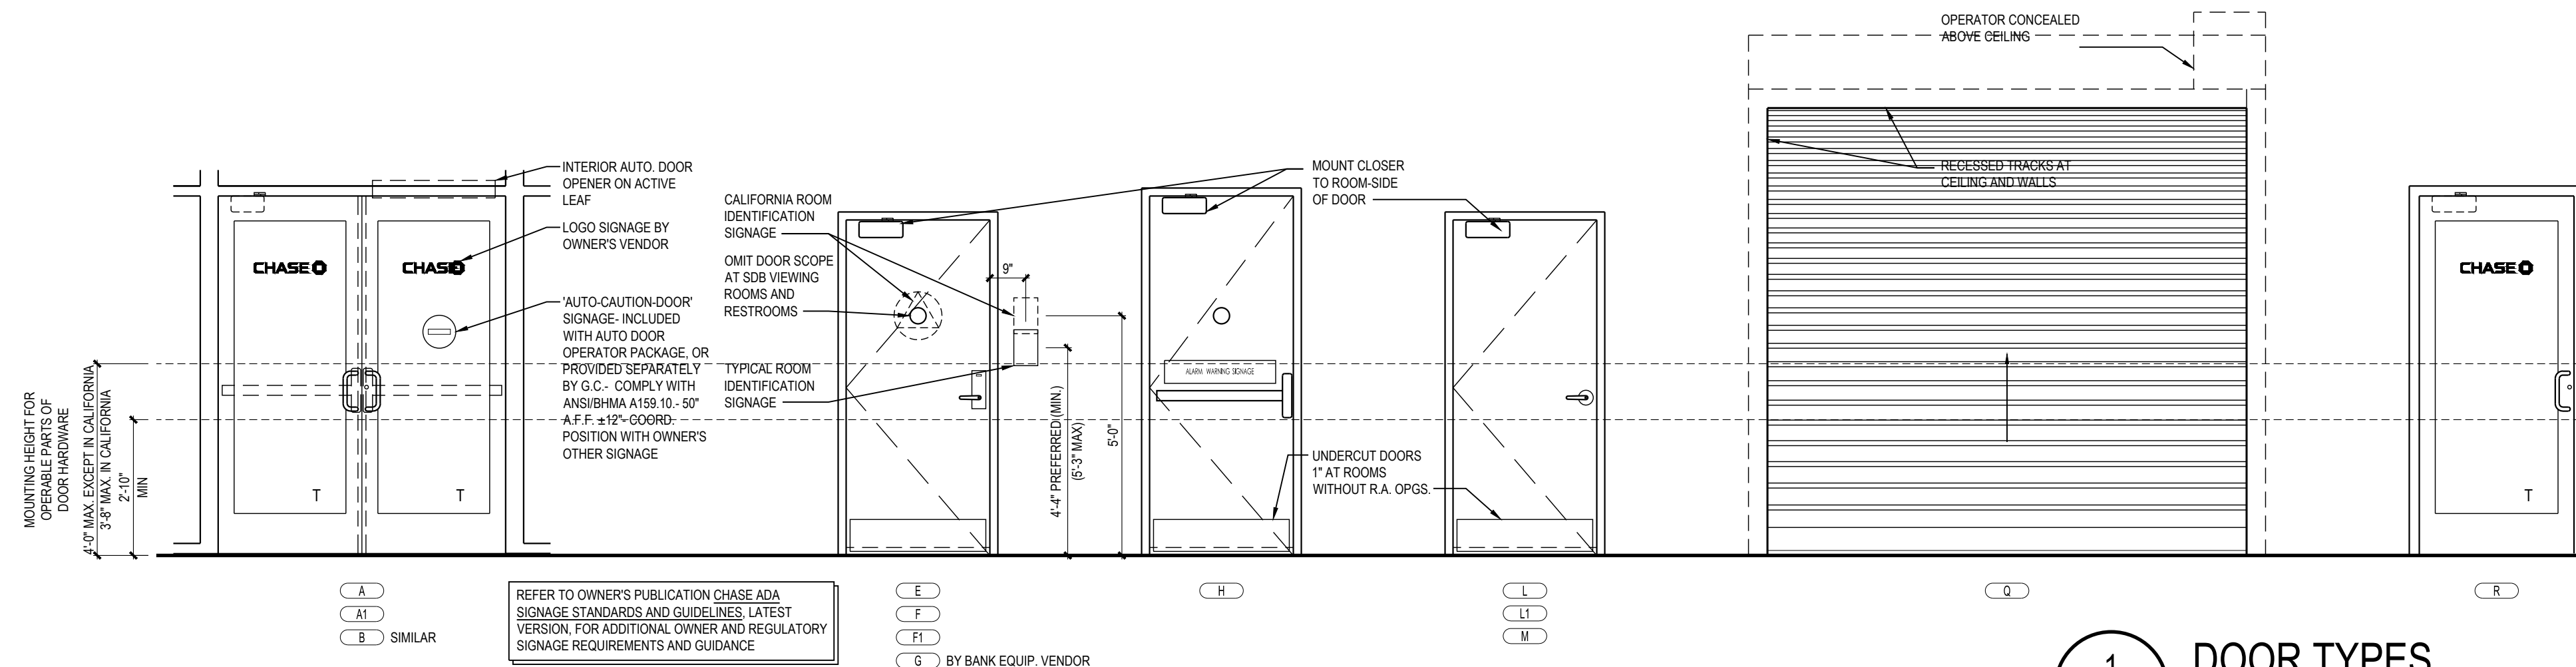 OPERATOR CONCEALED
ABOVE CEILING
INTERIOR AUTO. DOOR
OPENER ON ACTIVE
LEAF
LOGO SIGNAGE BY
OWNER'S VENDOR
'AUTO-CAUTION-DOOR'
SIGNAGE- INCLUDED
WITH AUTO DOOR
OPERATOR PACKAGE, OR
PROVIDED SEPARATELY
BY G.C.- COMPLY WITH
ANSI/BHMA A159.10.- 50"
A.F.F. ±12"- COORD.
POSITION WITH OWNER'S
OTHER SIGNAGE
CHASE
CHASE
T
T
MOUNTING HEIGHT FOR
OPERABLE PARTS OF
DOOR HARDWARE
4'-0" MAX. EXCEPT IN CALIFORNIA
3'-8" MAX. IN CALIFORNIA
2'-10"
MIN
CALIFORNIA ROOM
IDENTIFICATION
SIGNAGE
OMIT DOOR SCOPE
AT SDB VIEWING
ROOMS AND
RESTROOMS
TYPICAL ROOM
IDENTIFICATION
SIGNAGE
9"
4'-4" PREFERRED (MIN.)
(5'-3" MAX)
5'-0"
MOUNT CLOSER
TO ROOM-SIDE
OF DOOR
ALARM WARNING SIGNAGE
UNDERCUT DOORS
1" AT ROOMS
WITHOUT R.A. OPGS.
RECESSED TRACKS AT
CEILING AND WALLS
CHASE
T
A
A1
B SIMILAR
REFER TO OWNER'S PUBLICATION CHASE ADA
SIGNAGE STANDARDS AND GUIDELINES, LATEST
VERSION, FOR ADDITIONAL OWNER AND REGULATORY
SIGNAGE REQUIREMENTS AND GUIDANCE
E
F
F1
G BY BANK EQUIP. VENDOR
H
L
L1
M
Q
R
1
DOOR TYPES